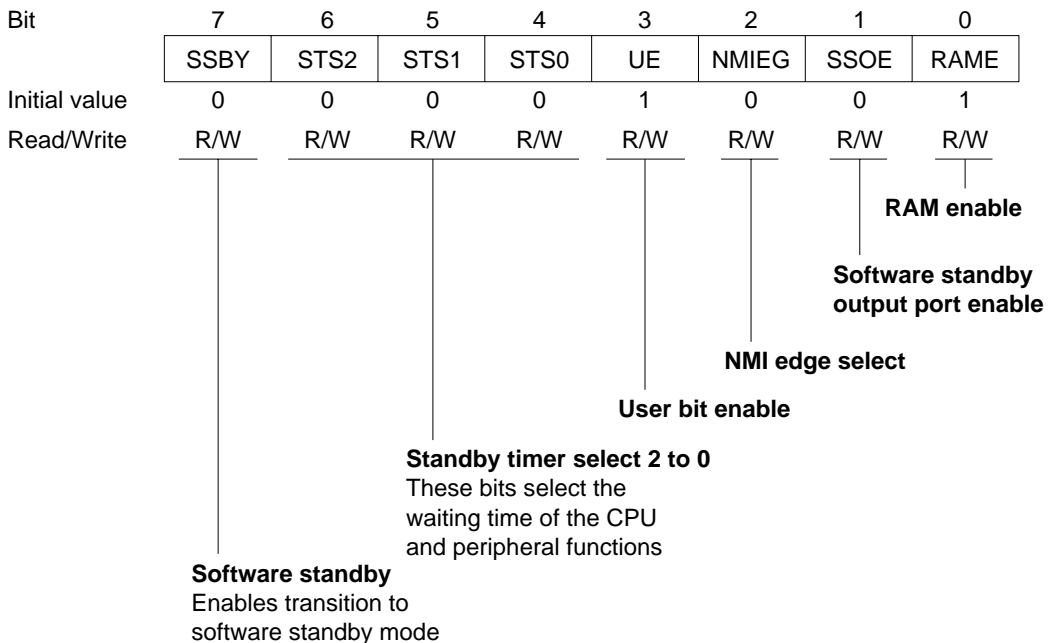 Bit 7 6 5 4 3 2 1 0
SSBY STS2 STS1 STS0 UE NMIEG SSOE RAME
Initial value 0 0 0 0 1 0 0 1
Read/Write R/W R/W R/W R/W R/W R/W R/W R/W
RAM enable
Software standby
output port enable
NMI edge select
User bit enable
Standby timer select 2 to 0
These bits select the
waiting time of the CPU
and peripheral functions
Software standby
Enables transition to
software standby mode